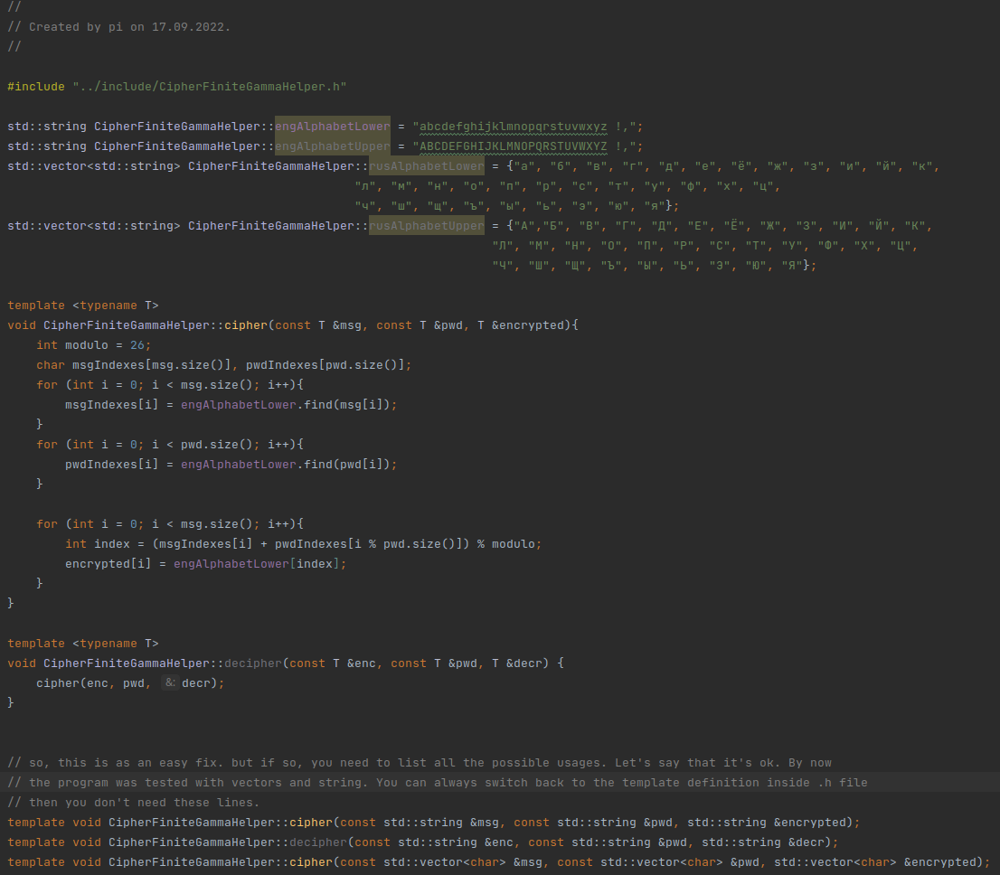 //
// Created by pi on 17.09.2022.
//
#include "../include/CipherFiniteGammaHelper.h"
std::string CipherFiniteGammaHelper::engAlphabetLower = "abcdefghijklmnopqrstuvwxyz !,";
std::string CipherFiniteGammaHelper::engAlphabetUpper = "ABCDEFGHIJKLMNOPQRSTUVWXYZ !,";
std::vector<std::string> CipherFiniteGammaHelper::rusAlphabetLower = {"а", "б", "в", "г", "д", "е", "ё", "ж", "з", "и", "й", "к",
"л", "м", "н", "о", "п", "р", "с", "т", "у", "ф", "х", "ц",
"ч", "ш", "щ", "ъ", "ы", "ь", "э", "ю", "я"};
std::vector<std::string> CipherFiniteGammaHelper::rusAlphabetUpper = {"А","Б", "В", "Г", "Д", "Е", "Ё", "Ж", "З", "И", "Й", "К",
"Л", "М", "Н", "О", "П", "Р", "С", "Т", "У", "Ф", "Х", "Ц",
"Ч", "Ш", "Щ", "Ъ", "Ы", "Ь", "Э", "Ю", "Я"};
template <typename T>
void CipherFiniteGammaHelper::cipher(const T &msg, const T &pwd, T &encrypted){
int modulo = 26;
char msgIndexes[msg.size()], pwdIndexes[pwd.size()];
for (int i = 0; i < msg.size(); i++){
msgIndexes[i] = engAlphabetLower.find(msg[i]);
}
for (int i = 0; i < pwd.size(); i++){
pwdIndexes[i] = engAlphabetLower.find(pwd[i]);
}
for (int i = 0; i < msg.size(); i++){
int index = (msgIndexes[i] + pwdIndexes[i % pwd.size()]) % modulo;
encrypted[i] = engAlphabetLower[index];
}
}
template <typename T>
void CipherFiniteGammaHelper::decipher(const T &enc, const T &pwd, T &decr) {
cipher(enc, pwd, &: decr);
}
// so, this is as an easy fix. but if so, you need to list all the possible usages. Let's say that it's ok. By now
// the program was tested with vectors and string. You can always switch back to the template definition inside .h file
// then you don't need these lines.
template void CipherFiniteGammaHelper::cipher(const std::string &msg, const std::string &pwd, std::string &encrypted);
template void CipherFiniteGammaHelper::decipher(const std::string &enc, const std::string &pwd, std::string &decr);
template void CipherFiniteGammaHelper::cipher(const std::vector<char> &msg, const std::vector<char> &pwd, std::vector<char> &encrypted);